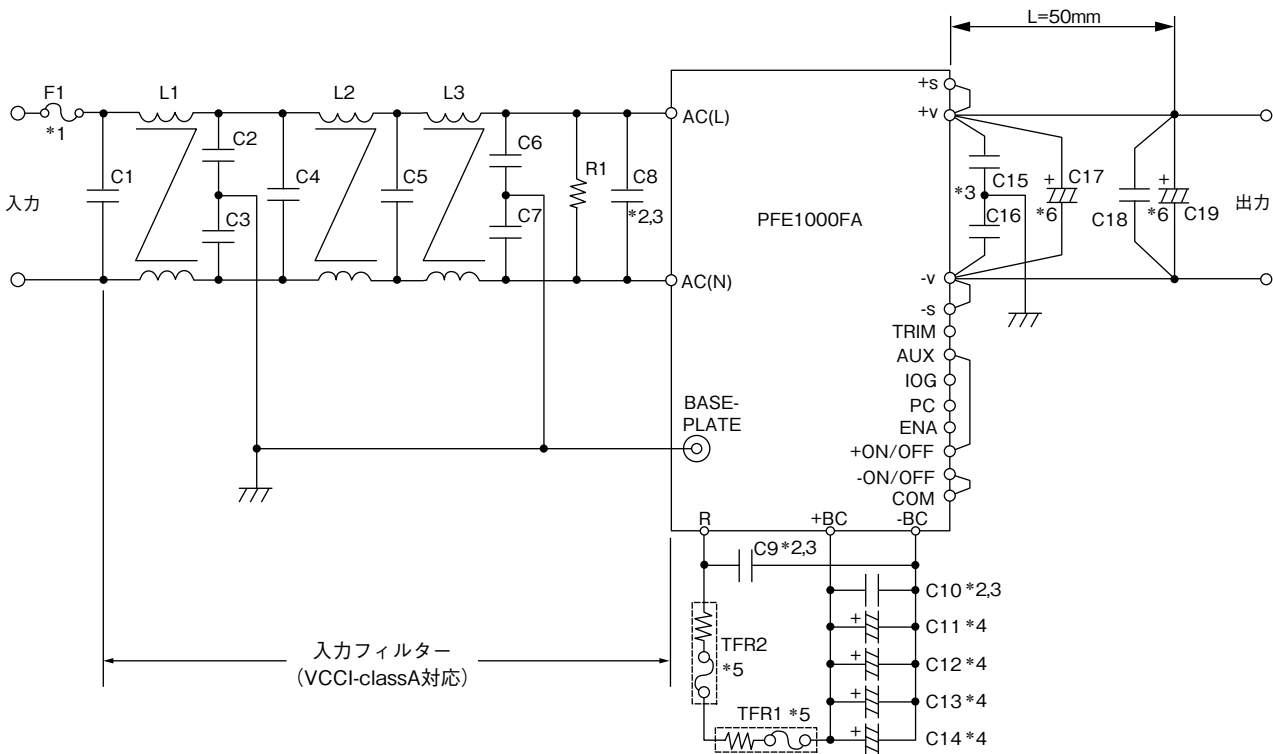 L=50mm
F1
*1
L1
L2
L3
C1
C2
C3
C4
C5
C6
C7
R1
C8
*2,3
入力
AC(L)
AC(N)
PFE1000FA
BASE-
PLATE
+s
+v
-v
-s
TRIM
AUX
IOG
PC
ENA
+ON/OFF
-ON/OFF
COM
*3
C15
C16
+
C17
*6
C18
+
*6
C19
出力
R
+BC
-BC
C9*2,3
C10 *2,3
+
C11 *4
+
C12 *4
+
C13 *4
+
C14 *4
TFR2
*5
TFR1 *5
入力フィルター
(VCCI-classA対応)